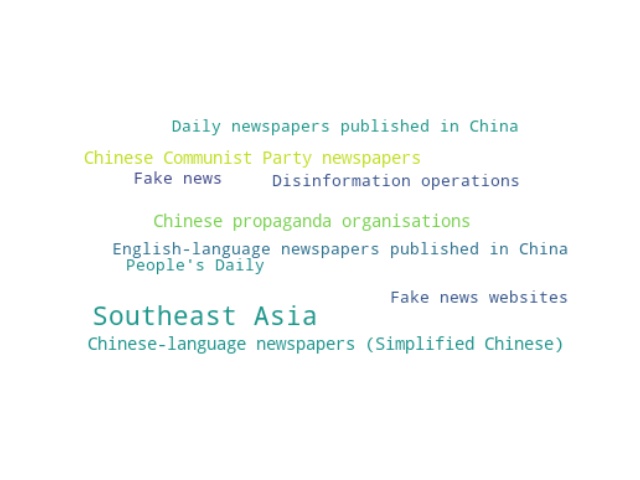 Daily newspapers published in China
Chinese Communist Party newspapers
Fake news
Disinformation operations
Chinese propaganda organisations
English-language newspapers published in China
People's Daily
Fake news websites
Southeast Asia
Chinese-language newspapers (Simplified Chinese)